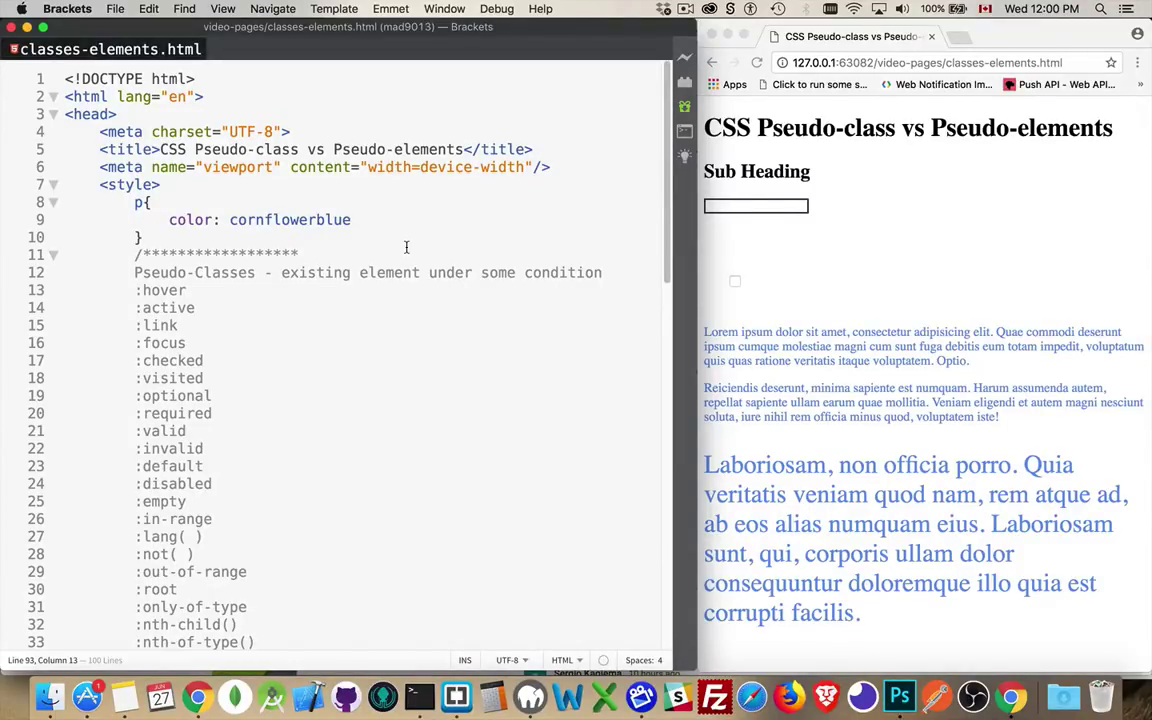 Brackets File Edit Find View Navigate Template Emmet Window Debug Help 100% Wed 12:00 PM
video-pages/classes-elements.html (mad9013) — Brackets
classes-elements.html
1 <!DOCTYPE html>
2 <html lang="en">
3 <head>
4 <meta charset="UTF-8">
5 <title>CSS Pseudo-class vs Pseudo-elements</title>
6 <meta name="viewport" content="width=device-width"/>
7 <style>
8 p{
9 color: cornflowerblue
10 }
11 /******************
12 Pseudo-Classes - existing element under some condition
13 :hover
14 :active
15 :link
16 :focus
17 :checked
18 :visited
19 :optional
20 :required
21 :valid
22 :invalid
23 :default
24 :disabled
25 :empty
26 :in-range
27 :lang( )
28 :not( )
29 :out-of-range
30 :root
31 :only-of-type
32 :nth-child()
33 :nth-of-type()
Line 93, Column 13 — 100 Lines
INS UTF-8 HTML Spaces: 4
CSS Pseudo-class vs Pseudo-
127.0.0.1:63082/video-pages/classes-elements.html
Apps Click to run some s... Web Notification Im... Push API - Web API... »
CSS Pseudo-class vs Pseudo-elements
Sub Heading
Lorem ipsum dolor sit amet, consectetur adipisicing elit. Quae commodi deserunt
ipsum cumque molestiae magni cum sunt fuga debitis eum totam impedit, voluptatum
quis quas ratione veritatis itaque voluptatem. Optio.
Reiciendis deserunt, minima sapiente est numquam. Harum assumenda autem,
repellat sapiente ullam earum quae mollitia. Veniam eligendi et autem magni nesciunt
soluta, iure nihil rem officia minus quod, voluptatem iste!
Laboriosam, non officia porro. Quia
veritatis veniam quod nam, rem atque ad,
ab eos alias numquam eius. Laboriosam
sunt, qui, corporis ullam dolor
consequuntur doloremque illo quia est
corrupti facilis.